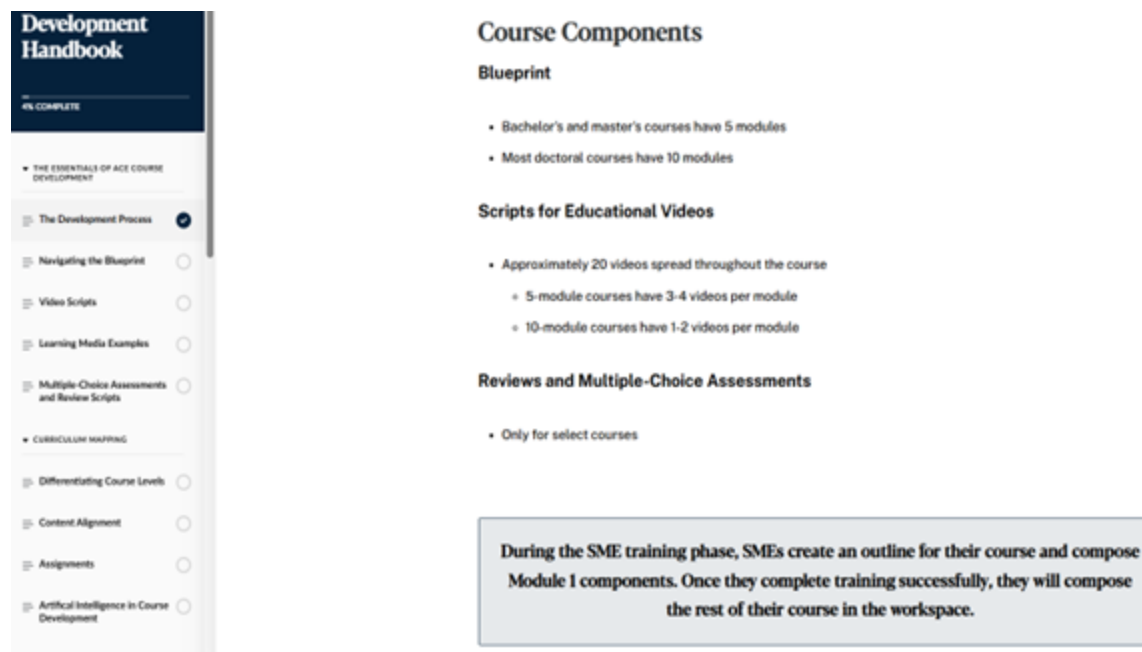 Development
Handbook
4% COMPLETE
THE ESSENTIALS OF ACE COURSE
DEVELOPMENT
The Development Process
Navigating the Blueprint
Video Scripts
Learning Media Examples
Multiple-Choice Assessments
and Review Scripts
CURRICULUM MAPPING
Differentiating Course Levels
Content Alignment
Assignments
Artifical Intelligence in Course
Development
Course Components
Blueprint
• Bachelor's and master's courses have 5 modules
• Most doctoral courses have 10 modules
Scripts for Educational Videos
• Approximately 20 videos spread throughout the course
5-module courses have 3-4 videos per module
10-module courses have 1-2 videos per module
Reviews and Multiple-Choice Assessments
• Only for select courses
During the SME training phase, SMEs create an outline for their course and compose
Module 1 components. Once they complete training successfully, they will compose
the rest of their course in the workspace.